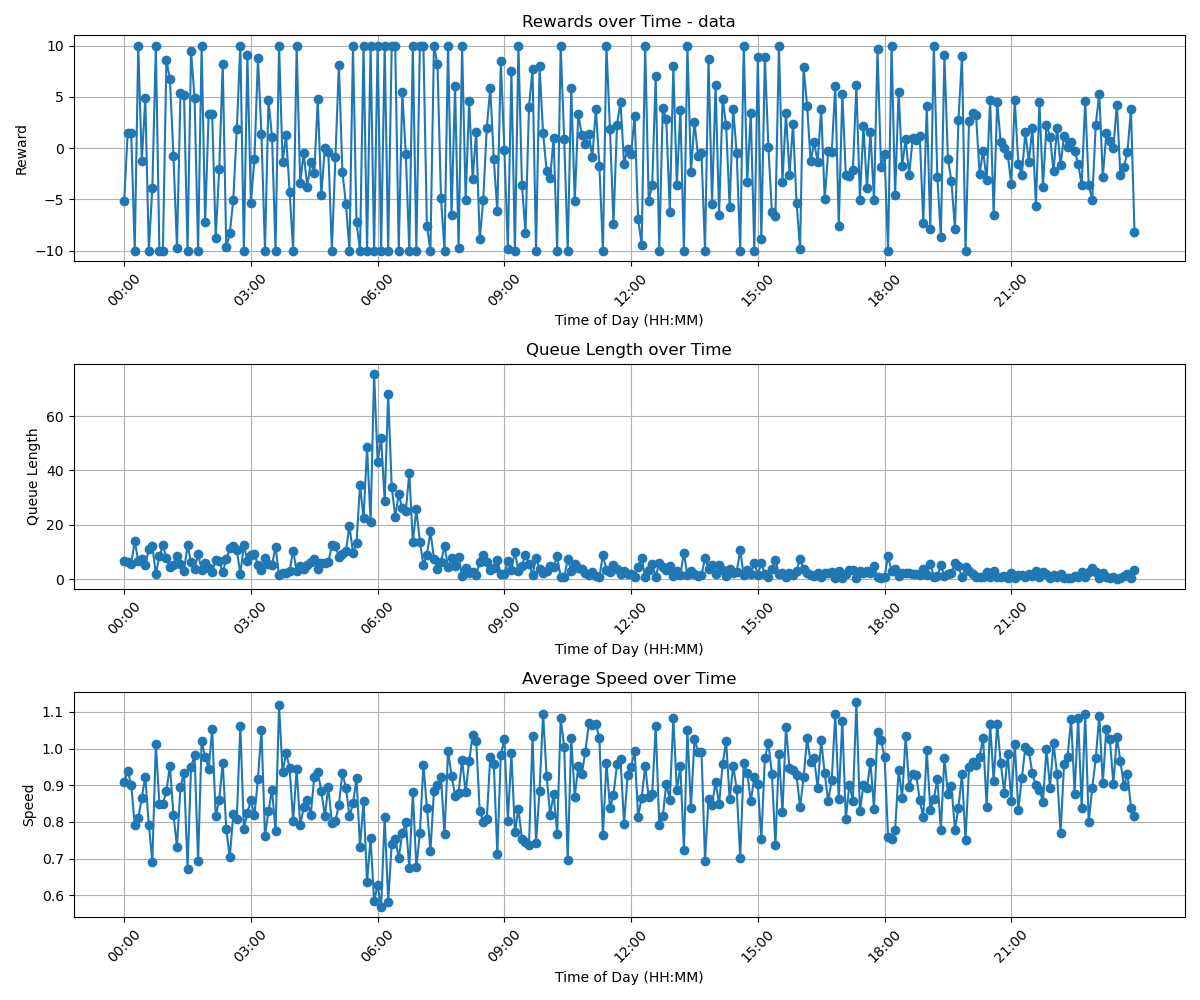 Rewards over Time - data
Reward
10
5
0
−5
−10
00:00 03:00 06:00 09:00 12:00 15:00 18:00 21:00
Time of Day (HH:MM)
Queue Length over Time
Queue Length
60
40
20
0
00:00 03:00 06:00 09:00 12:00 15:00 18:00 21:00
Time of Day (HH:MM)
Average Speed over Time
Speed
1.1
1.0
0.9
0.8
0.7
0.6
00:00 03:00 06:00 09:00 12:00 15:00 18:00 21:00
Time of Day (HH:MM)